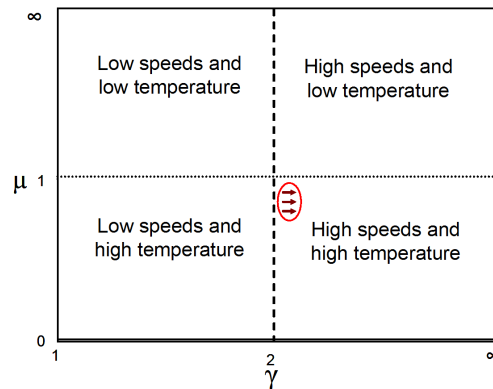 ∞
Low speeds and
low temperature
High speeds and
low temperature
μ
1
Low speeds and
high temperature
High speeds and
high temperature
0
1
2
∞
γ